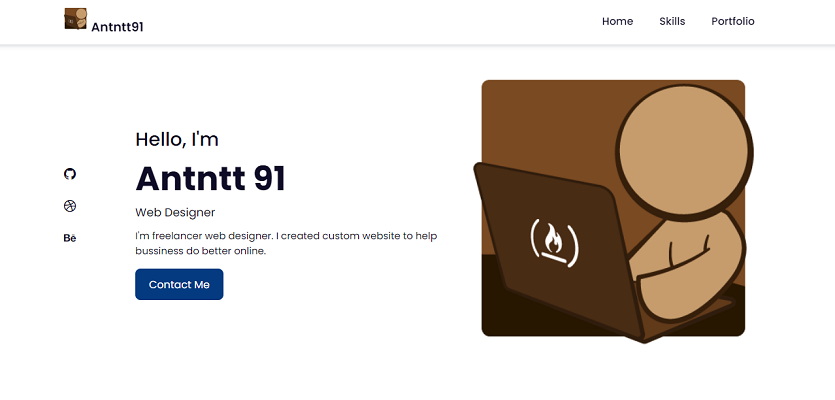 Antntt91
Home Skills Portfolio
Hello, I'm
Antntt 91
Web Designer
I'm freelancer web designer. I created custom website to help
bussiness do better online.
Contact Me
Bē